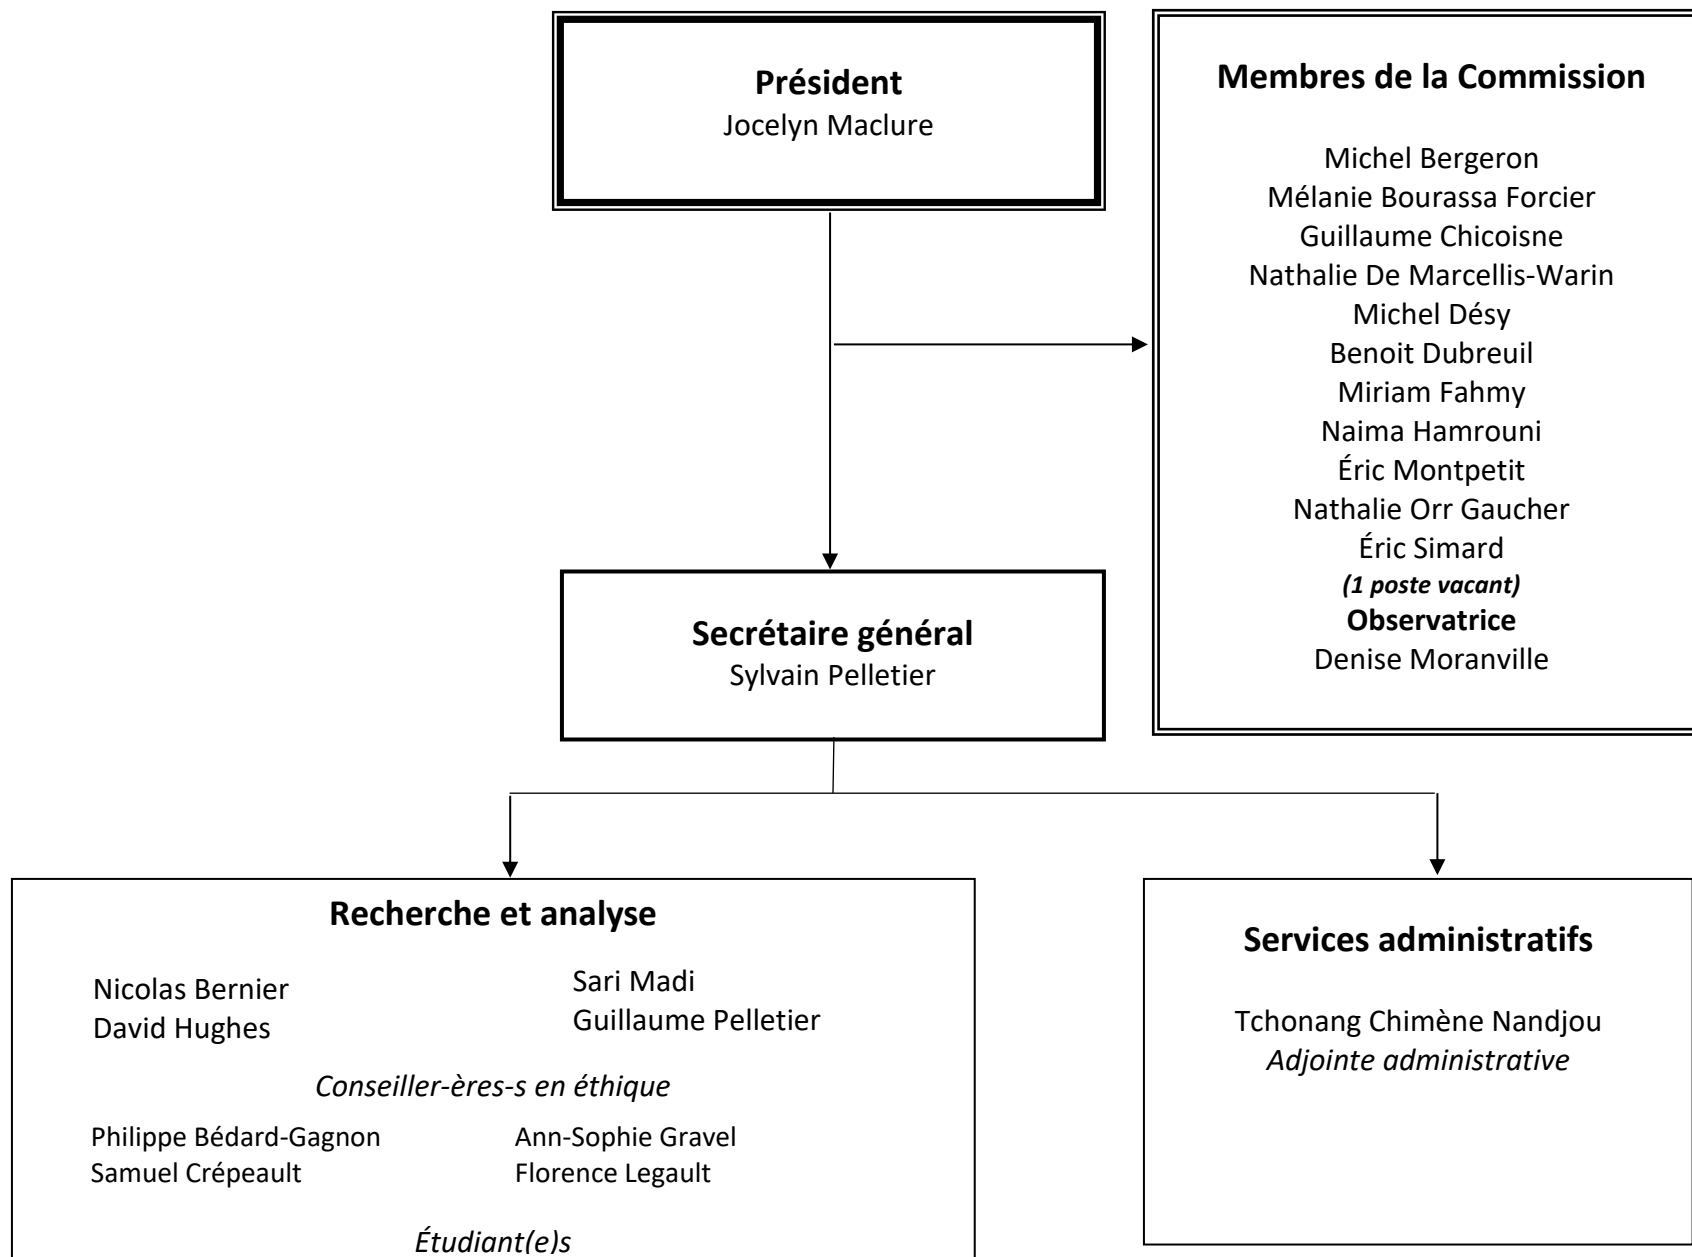 Président
Jocelyn Maclure
Membres de la Commission
Michel Bergeron
Mélanie Bourassa Forcier
Guillaume Chicoisne
Nathalie De Marcellis-Warin
Michel Désy
Benoit Dubreuil
Miriam Fahmy
Naima Hamrouni
Éric Montpetit
Nathalie Orr Gaucher
Éric Simard
(1 poste vacant)
Observatrice
Denise Moranville
Secrétaire général
Sylvain Pelletier
Recherche et analyse
Nicolas Bernier
David Hughes
Sari Madi
Guillaume Pelletier
Conseiller-ères-s en éthique
Philippe Bédard-Gagnon
Samuel Crépeault
Ann-Sophie Gravel
Florence Legault
Étudiant(e)s
Services administratifs
Tchonang Chimène Nandjou
Adjointe administrative